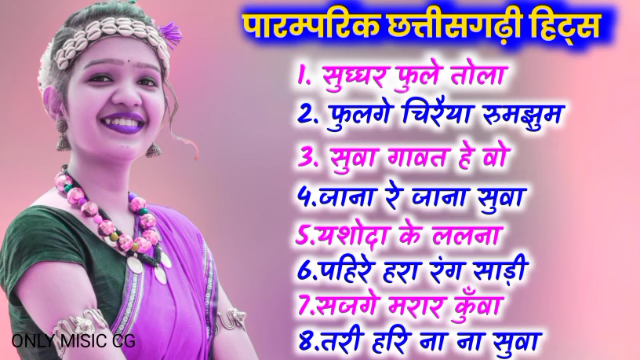 पारम्परिक छत्तीसगढ़ी हिट्स
1. सुघ्घर फुले तोला
2. फुलगे चिरैया रुमझुम
3. सुवा गावत हे वो
4.जाना रे जाना सुवा
5.यशोदा के ललना
6.पहिरे हरा रंग साड़ी
7.सजगे मरार कुँवा
8.तरी हरि ना ना सुवा
ONLY MISIC CG